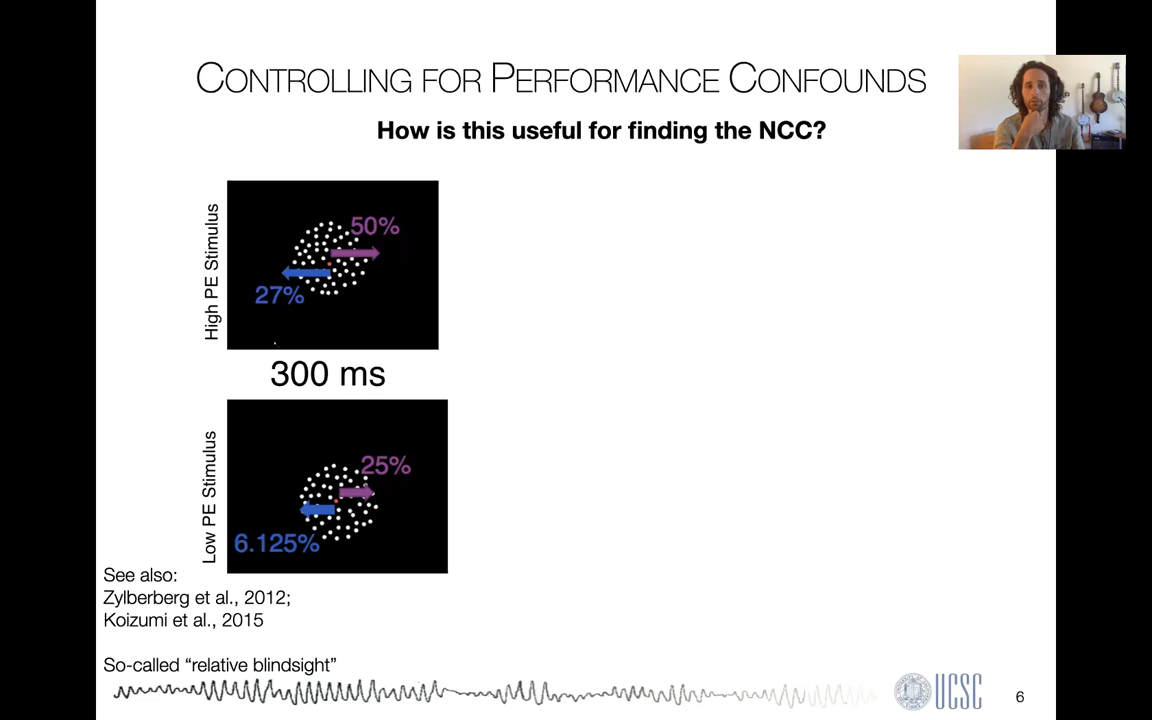 CONTROLLING FOR PERFORMANCE CONFOUNDS
How is this useful for finding the NCC?
High PE Stimulus
50%
27%
300 ms
Low PE Stimulus
25%
6.125%
See also:
Zylberberg et al., 2012;
Koizumi et al., 2015
So-called “relative blindsight”
UCSC
6